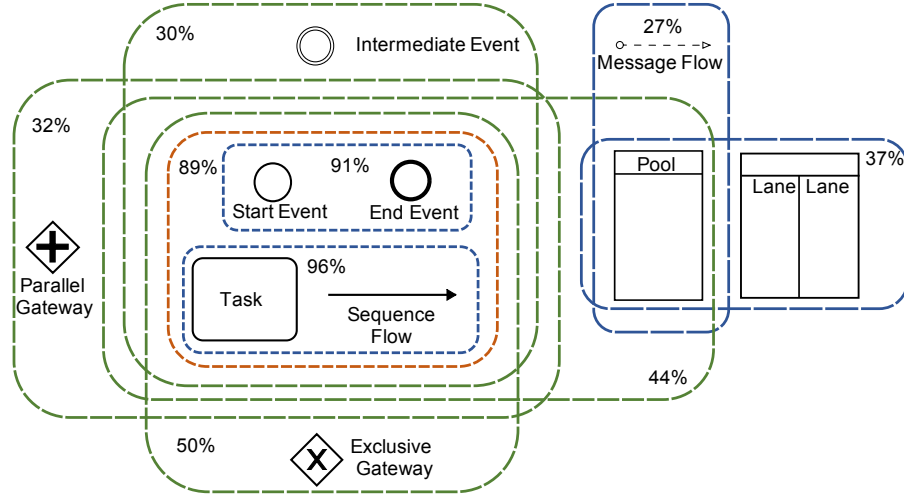 30%
Intermediate Event
27%
Message Flow
32%
89%
91%
Start Event
End Event
Pool
37%
Lane
Lane
96%
Task
Sequence
Flow
Parallel
Gateway
44%
50%
X
Exclusive
Gateway